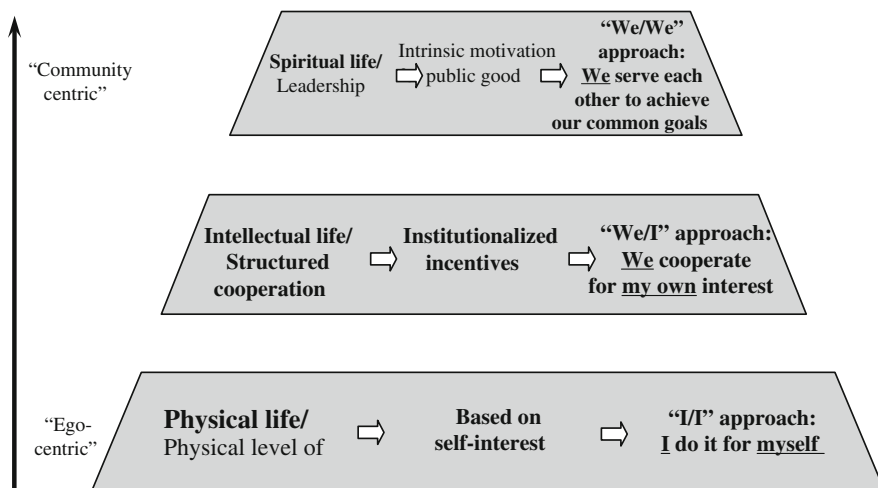 “Community
centric”
Spiritual life/
Leadership
Intrinsic motivation
public good
“We/We”
approach:
We serve each
other to achieve
our common goals
Intellectual life/
Structured
cooperation
Institutionalized
incentives
“We/I” approach:
We cooperate
for my own interest
“Ego-
centric”
Physical life/
Physical level of
Based on
self-interest
“I/I” approach:
I do it for myself